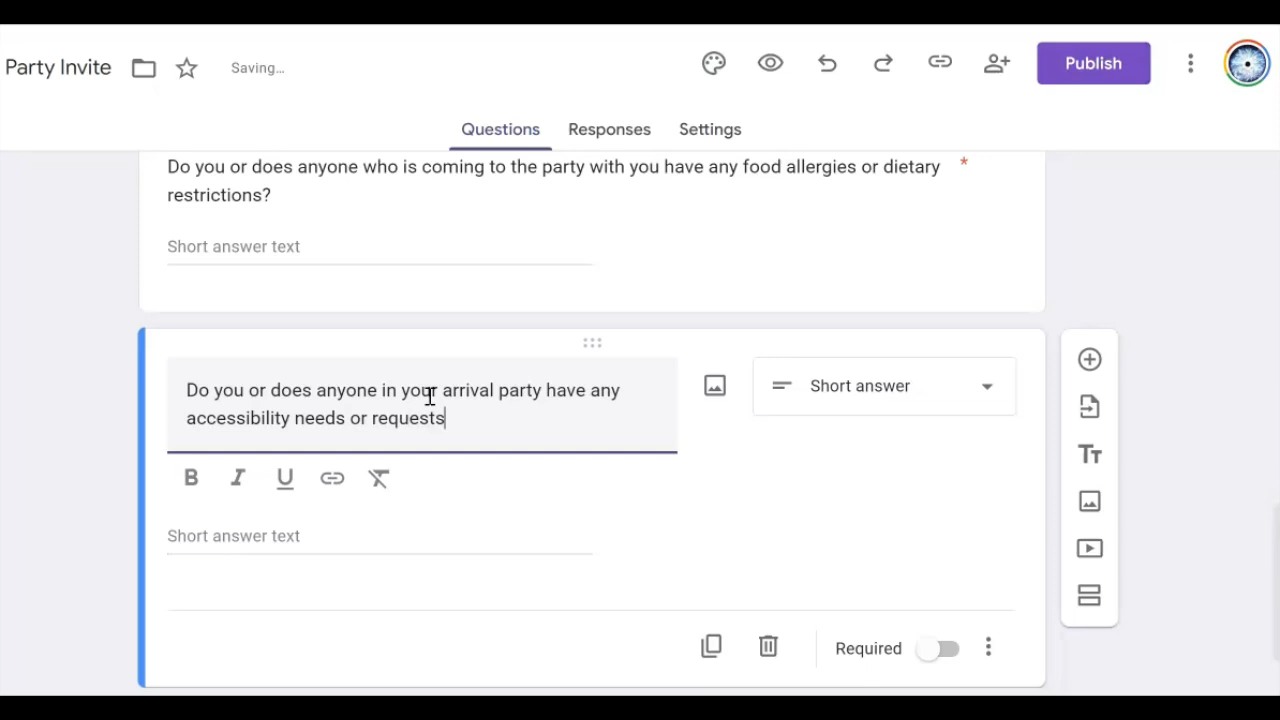 Party Invite
Saving...
Publish
Questions Responses Settings
Do you or does anyone who is coming to the party with you have any food allergies or dietary *
restrictions?
Short answer text
Do you or does anyone in your arrival party have any
accessibility needs or requests
Short answer
B I U
Tт
Short answer text
Required